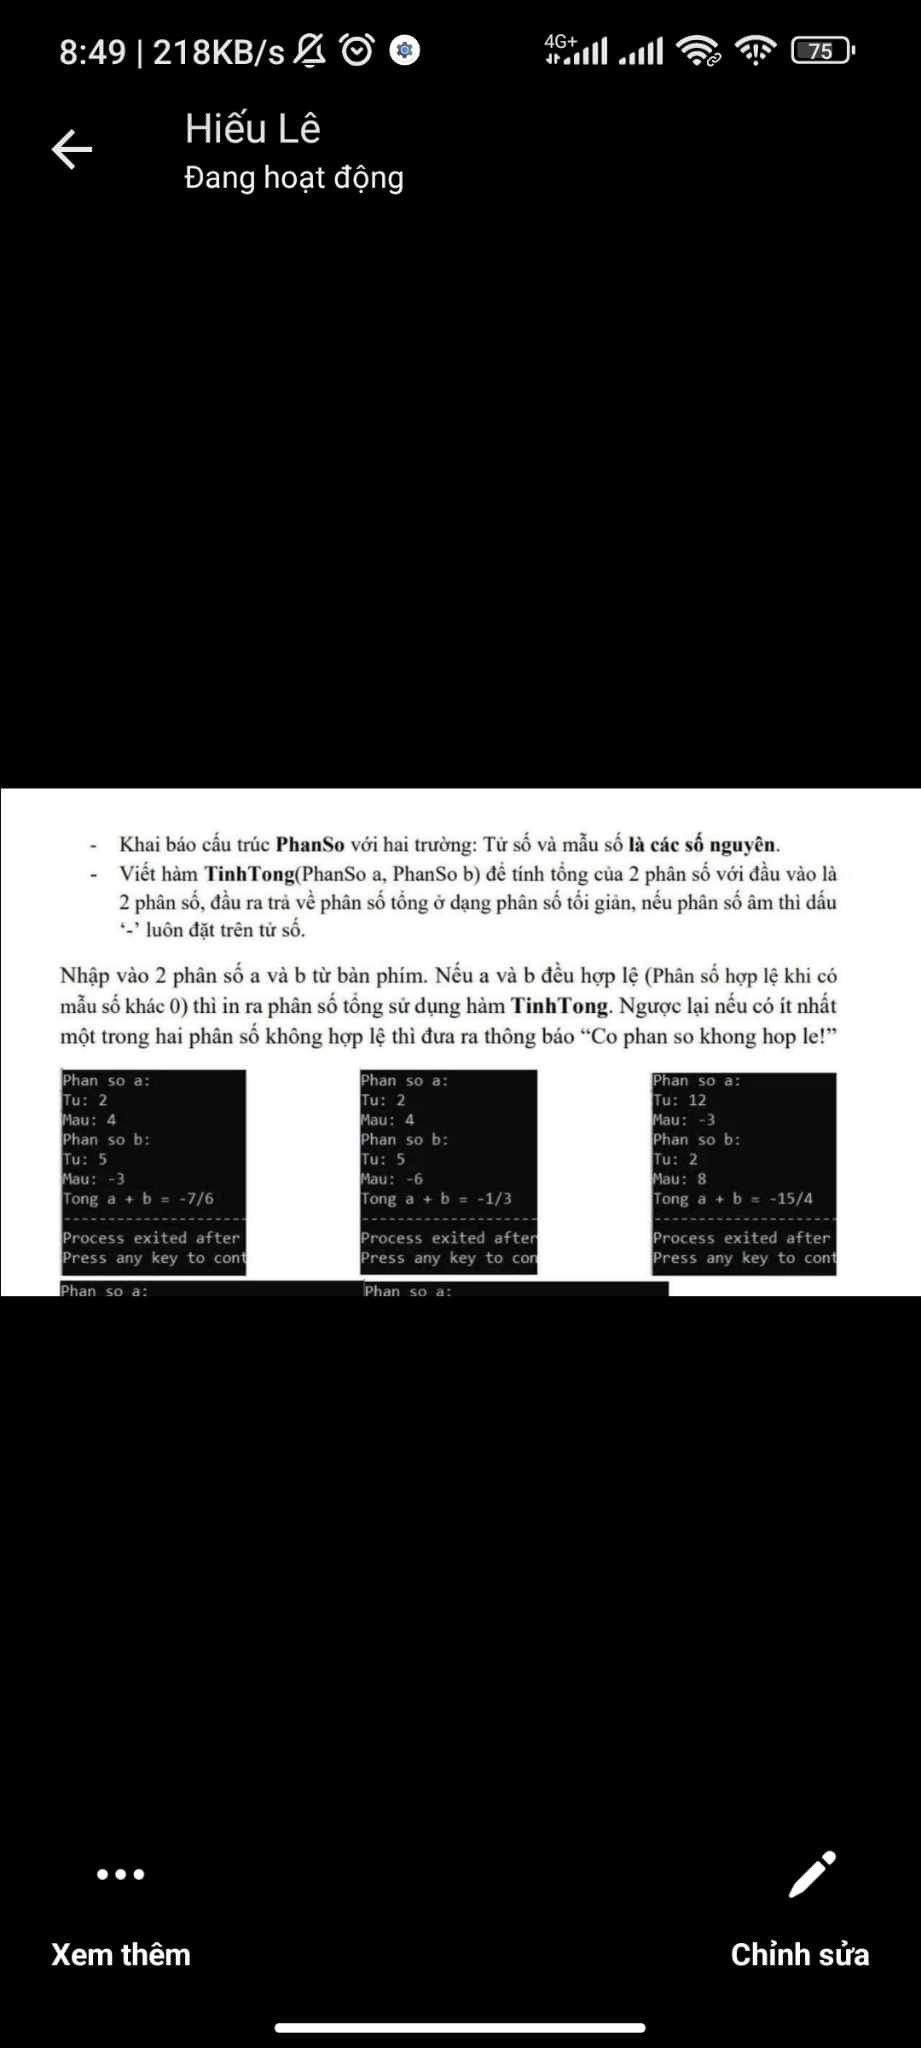 8:49 | 218KB/s 4G+ 75
Hiếu Lê
Đang hoạt động
- Khai báo cấu trúc PhanSo với hai trường: Tử số và mẫu số là các số nguyên.
- Viết hàm TinhTong(PhanSo a, PhanSo b) để tính tổng của 2 phân số với đầu vào là
2 phân số, đầu ra trả về phân số tổng ở dạng phân số tối giản, nếu phân số âm thì dấu
‘-’ luôn đặt trên tử số.
Nhập vào 2 phân số a và b từ bàn phím. Nếu a và b đều hợp lệ (Phân số hợp lệ khi có
mẫu số khác 0) thì in ra phân số tổng sử dụng hàm TinhTong. Ngược lại nếu có ít nhất
một trong hai phân số không hợp lệ thì đưa ra thông báo “Co phan so khong hop le!”
Phan so a:
Tu: 2
Mau: 4
Phan so b:
Tu: 5
Mau: -3
Tong a + b = -7/6
--------------------
Process exited after
Press any key to cont
Phan so a:
Tu: 2
Mau: 4
Phan so b:
Tu: 5
Mau: -6
Tong a + b = -1/3
--------------------
Process exited after
Press any key to con
Phan so a:
Tu: 12
Mau: -3
Phan so b:
Tu: 2
Mau: 8
Tong a + b = -15/4
--------------------
Process exited after
Press any key to cont
Phan so a:
Phan so a:
Xem thêm
Chỉnh sửa